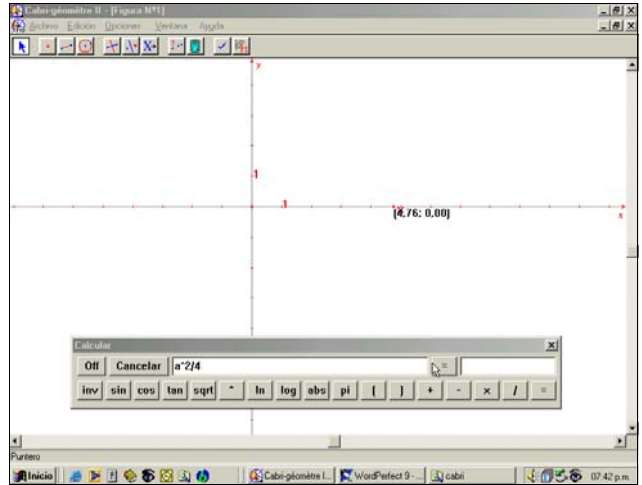 Cabri-géomètre II - [Figura Nº1]
Archivo Edición Opciones Ventana Ayuda
y
1
1
(4.76; 0.00)
x
Calcular
Off Cancelar a^2/4 =
inv sin cos tan sqrt ^ ln log abs pi ( ) + - x / =
Puntero
Inicio Cabri-géomètre I... WordPerfect 9 - ... cabri 07:42 p.m.